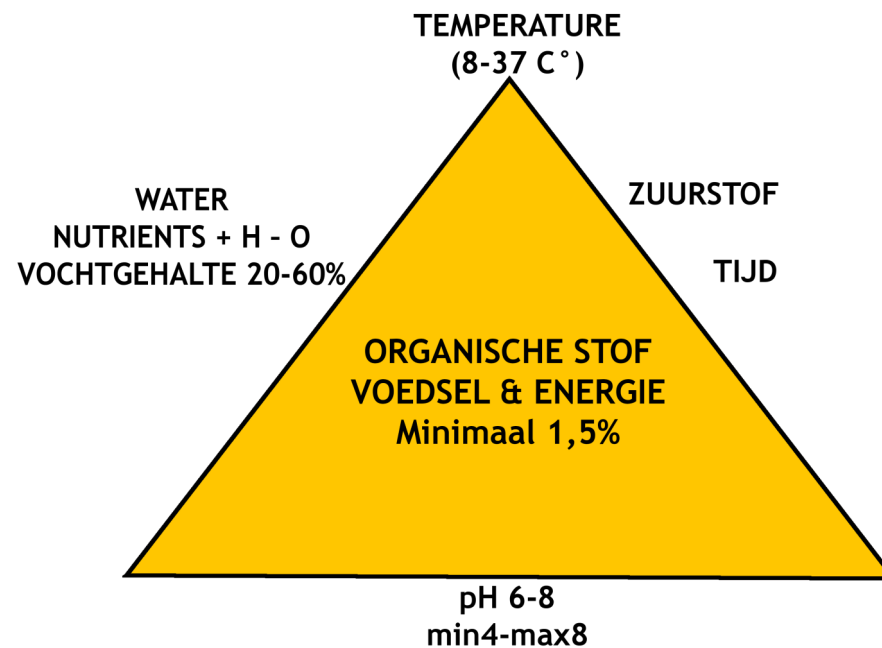 TEMPERATURE
(8-37 C°)
WATER
NUTRIENTS + H – O
VOCHTGEHALTE 20-60%
ZUURSTOF
TIJD
ORGANISCHE STOF
VOEDSEL & ENERGIE
Minimaal 1,5%
pH 6-8
min4-max8